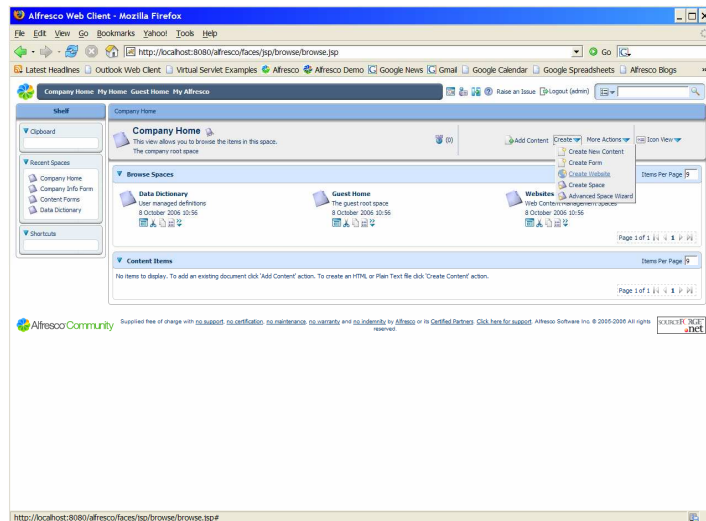 Alfresco Web Client - Mozilla Firefox
File Edit View Go Bookmarks Yahoo! Tools Help
http://localhost:8080/alfresco/faces/jsp/browse/browse.jsp Go
Latest Headlines Outlook Web Client Virtual Servlet Examples Alfresco Alfresco Demo Google News Gmail Google Calendar Google Spreadsheets Alfresco Blogs »
Company Home My Home Guest Home My Alfresco Raise an Issue Logout (admin)
Shelf
Clipboard
Recent Spaces
Company Home
Company Info Form
Content Forms
Data Dictionary
Shortcuts
Company Home
Company Home
This view allows you to browse the items in this space.
The company root space
(0) Add Content Create More Actions Icon View
Create New Content
Create Form
Create Website
Create Space
Advanced Space Wizard
Browse Spaces Items Per Page 9
Data Dictionary
User managed definitions
8 October 2006 10:56
Guest Home
The guest root space
8 October 2006 10:56
Websites
Web Content Management Spaces
8 October 2006 10:56
Page 1 of 1 1
Content Items Items Per Page 9
No items to display. To add an existing document click 'Add Content' action. To create an HTML or Plain Text file click 'Create Content' action.
Page 1 of 1 1
Alfresco Community
Supplied free of charge with no support, no certification, no maintenance, no warranty and no indemnity by Alfresco or its Certified Partners. Click here for support. Alfresco Software Inc. © 2005-2006 All rights
reserved.
SOURCEFORGE
.net
http://localhost:8080/alfresco/faces/jsp/browse/browse.jsp#